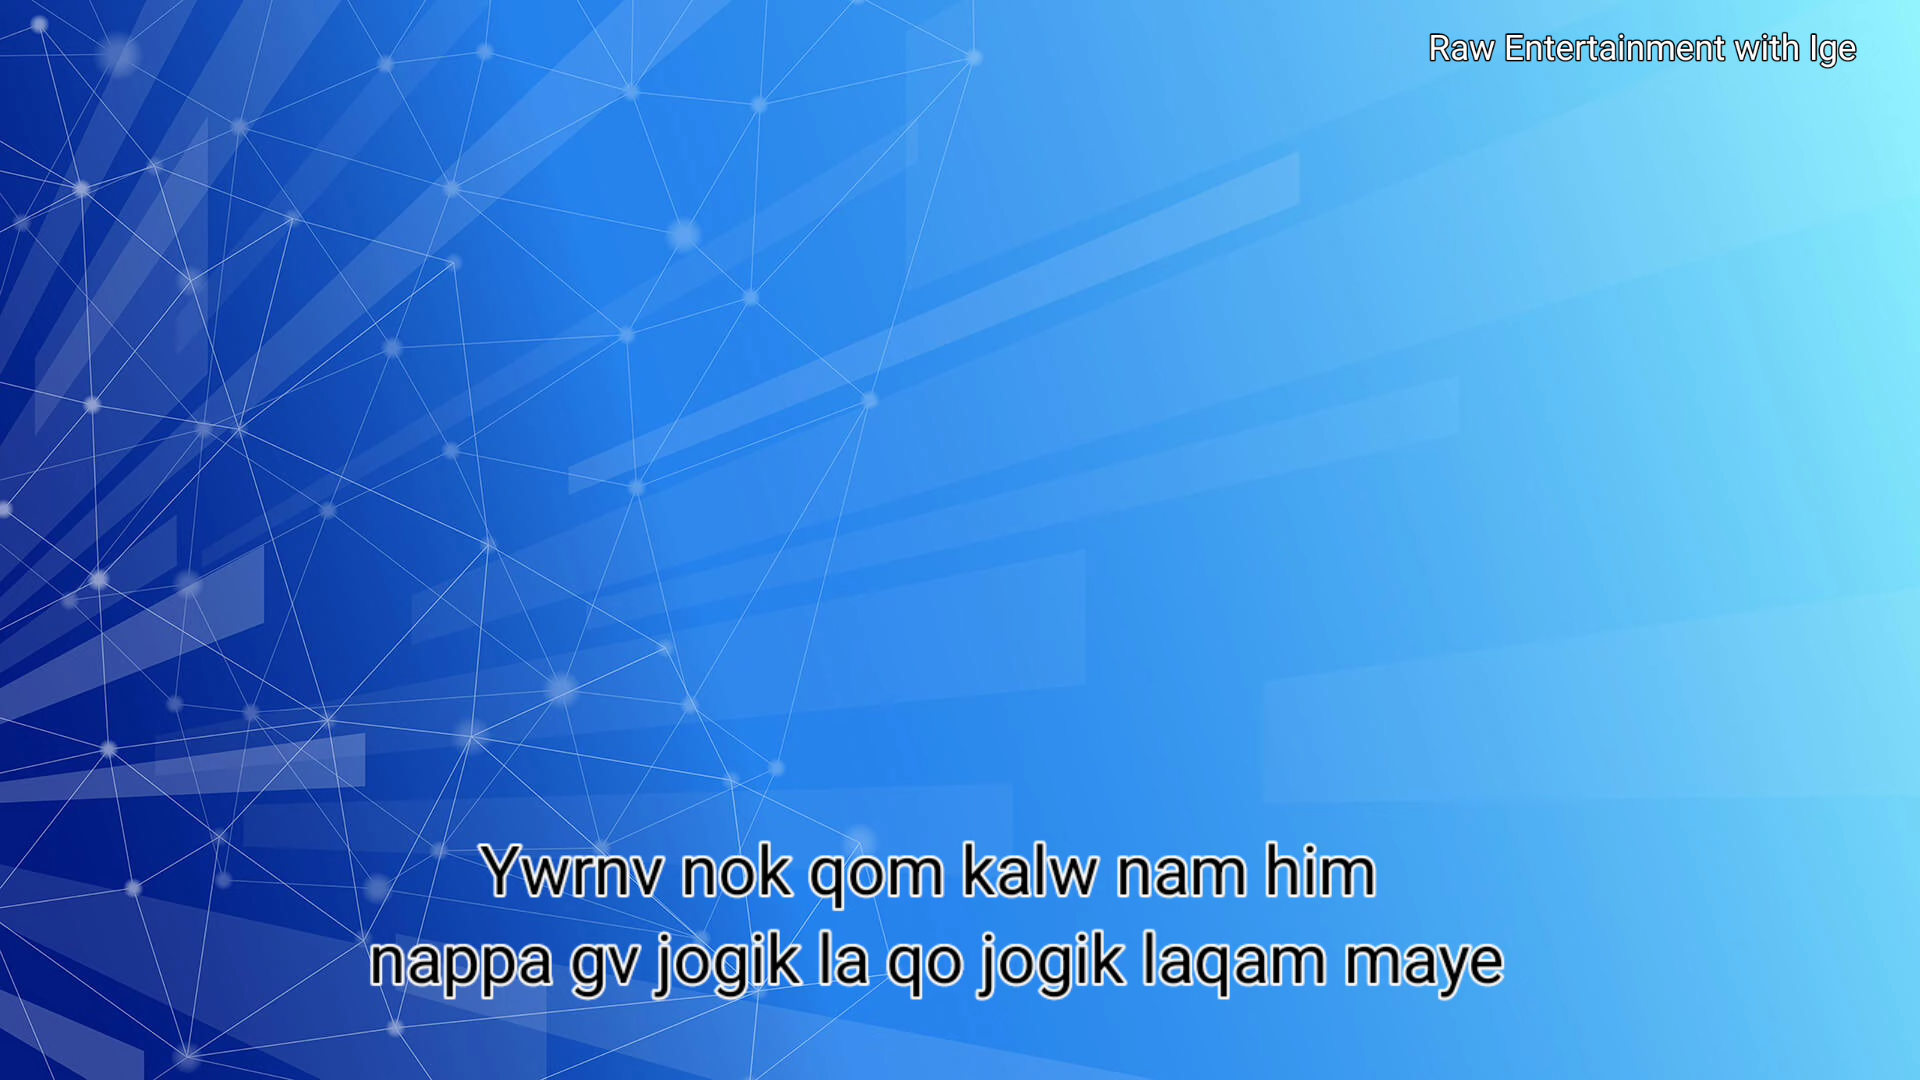 Raw Entertainment with Ige
Ywrnv nok qom kalw nam him
nappa gv jogik la qo jogik laqam maye